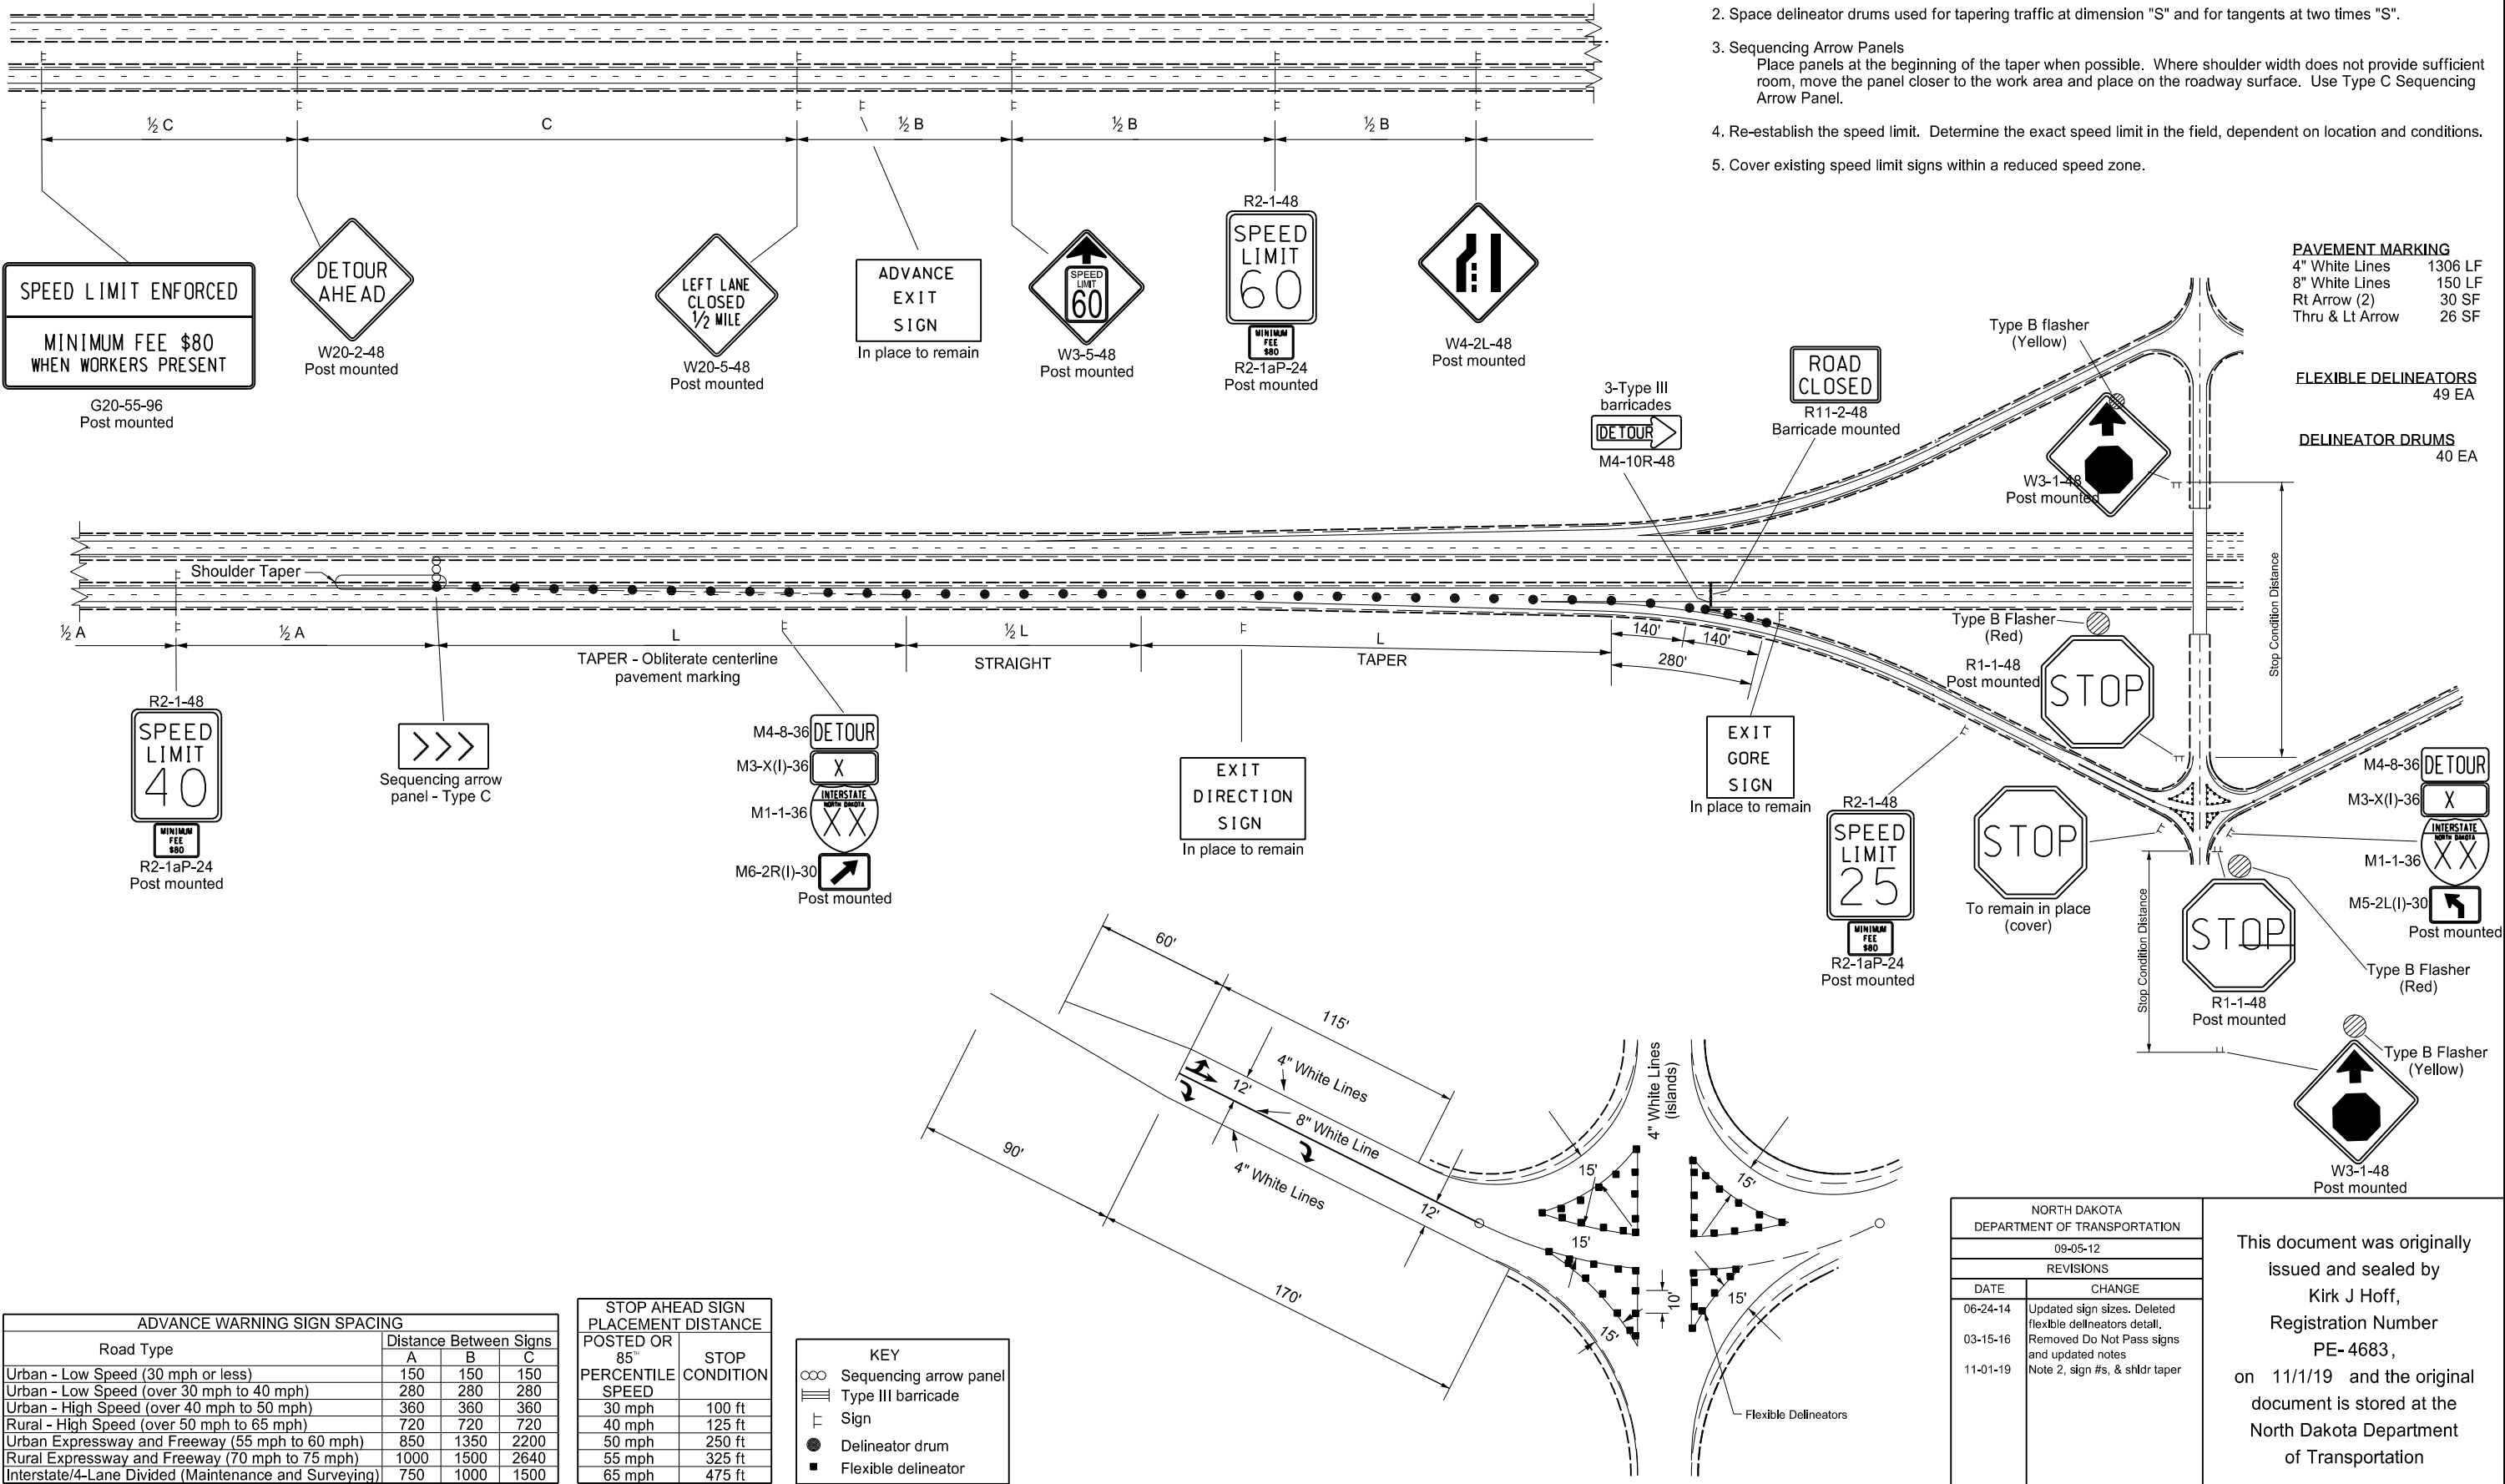 2. Space delineator drums used for tapering traffic at dimension "S" and for tangents at two times "S".
3. Sequencing Arrow Panels
Place panels at the beginning of the taper when possible. Where shoulder width does not provide sufficient
room, move the panel closer to the work area and place on the roadway surface. Use Type C Sequencing
Arrow Panel.
4. Re-establish the speed limit. Determine the exact speed limit in the field, dependent on location and conditions.
5. Cover existing speed limit signs within a reduced speed zone.
½ C
C
½ B
½ B
½ B
SPEED LIMIT ENFORCED
MINIMUM FEE $80
WHEN WORKERS PRESENT
G20-55-96
Post mounted
DETOUR
AHEAD
W20-2-48
Post mounted
LEFT LANE
CLOSED
1/2 MILE
W20-5-48
Post mounted
ADVANCE
EXIT
SIGN
In place to remain
SPEED
LIMIT
60
W3-5-48
Post mounted
R2-1-48
SPEED
LIMIT
60
MINIMUM
FEE
$80
R2-1aP-24
Post mounted
W4-2L-48
Post mounted
PAVEMENT MARKING
4" White Lines 1306 LF
8" White Lines 150 LF
Rt Arrow (2) 30 SF
Thru & Lt Arrow 26 SF
FLEXIBLE DELINEATORS
49 EA
DELINEATOR DRUMS
40 EA
3-Type III
barricades
DETOUR
M4-10R-48
ROAD
CLOSED
R11-2-48
Barricade mounted
Type B flasher
(Yellow)
W3-1-48
Post mounted
Stop Condition Distance
Shoulder Taper
½ A
½ A
L
TAPER - Obliterate centerline
pavement marking
½ L
STRAIGHT
L
TAPER
140'
140'
280'
R2-1-48
SPEED
LIMIT
40
MINIMUM
FEE
$80
R2-1aP-24
Post mounted
Sequencing arrow
panel - Type C
M4-8-36
DETOUR
M3-X(I)-36
X
M1-1-36
INTERSTATE
NORTH DAKOTA
XX
M6-2R(I)-30
Post mounted
EXIT
DIRECTION
SIGN
In place to remain
EXIT
GORE
SIGN
In place to remain
R2-1-48
SPEED
LIMIT
25
MINIMUM
FEE
$80
R2-1aP-24
Post mounted
Type B Flasher
(Red)
R1-1-48
Post mounted
STOP
STOP
To remain in place
(cover)
M4-8-36
DETOUR
M3-X(I)-36
X
M1-1-36
INTERSTATE
NORTH DAKOTA
XX
M5-2L(I)-30
Post mounted
STOP
Type B Flasher
(Red)
R1-1-48
Post mounted
Stop Condition Distance
Type B Flasher
(Yellow)
W3-1-48
Post mounted
60'
115'
4" White Lines
12'
8" White Line
4" White Lines
12'
90'
170'
4" White Lines
(islands)
15'
15'
15'
15'
15'
10'
Flexible Delineators
ADVANCE WARNING SIGN SPACING
Road Type
Distance Between Signs
A B C
Urban - Low Speed (30 mph or less) 150 150 150
Urban - Low Speed (over 30 mph to 40 mph) 280 280 280
Urban - High Speed (over 40 mph to 50 mph) 360 360 360
Rural - High Speed (over 50 mph to 65 mph) 720 720 720
Urban Expressway and Freeway (55 mph to 60 mph) 850 1350 2200
Rural Expressway and Freeway (70 mph to 75 mph) 1000 1500 2640
Interstate/4-Lane Divided (Maintenance and Surveying) 750 1000 1500
STOP AHEAD SIGN
PLACEMENT DISTANCE
POSTED OR
85TH
PERCENTILE
SPEED
STOP
CONDITION
30 mph 100 ft
40 mph 125 ft
50 mph 250 ft
55 mph 325 ft
65 mph 475 ft
KEY
Sequencing arrow panel
Type III barricade
Sign
Delineator drum
Flexible delineator
NORTH DAKOTA
DEPARTMENT OF TRANSPORTATION
09-05-12
REVISIONS
DATE CHANGE
06-24-14 Updated sign sizes. Deleted
flexible delineators detail.
03-15-16 Removed Do Not Pass signs
and updated notes
11-01-19 Note 2, sign #s, & shldr taper
This document was originally
issued and sealed by
Kirk J Hoff,
Registration Number
PE- 4683,
on 11/1/19 and the original
document is stored at the
North Dakota Department
of Transportation